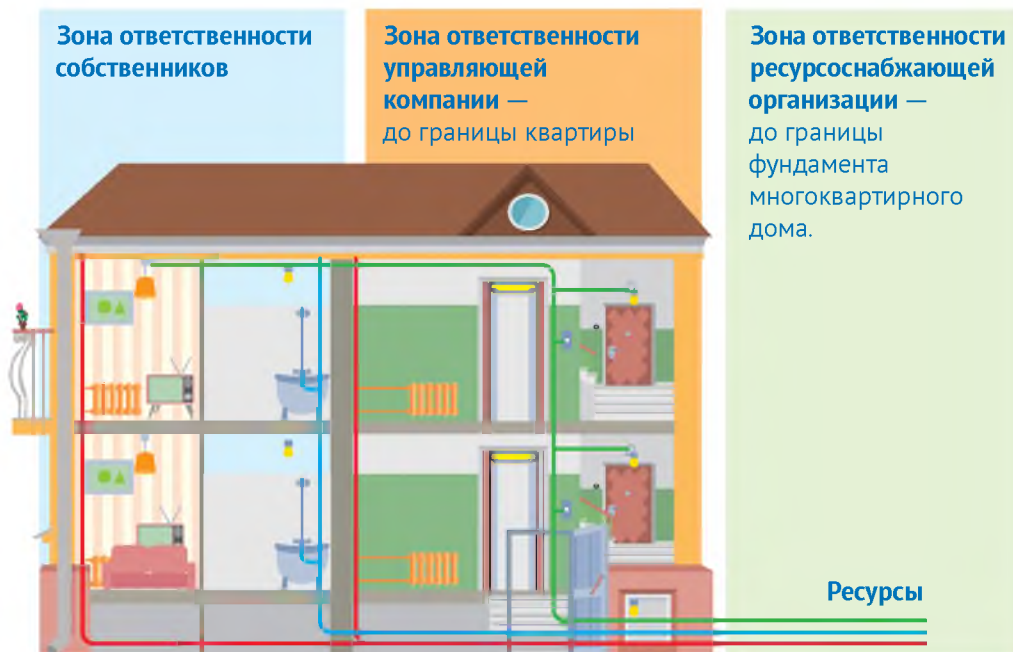 Зона ответственности
собственников
Зона ответственности
управляющей
компании —
до границы квартиры
Зона ответственности
ресурсоснабжающей
организации —
до границы
фундамента
многоквартирного
дома.
Ресурсы